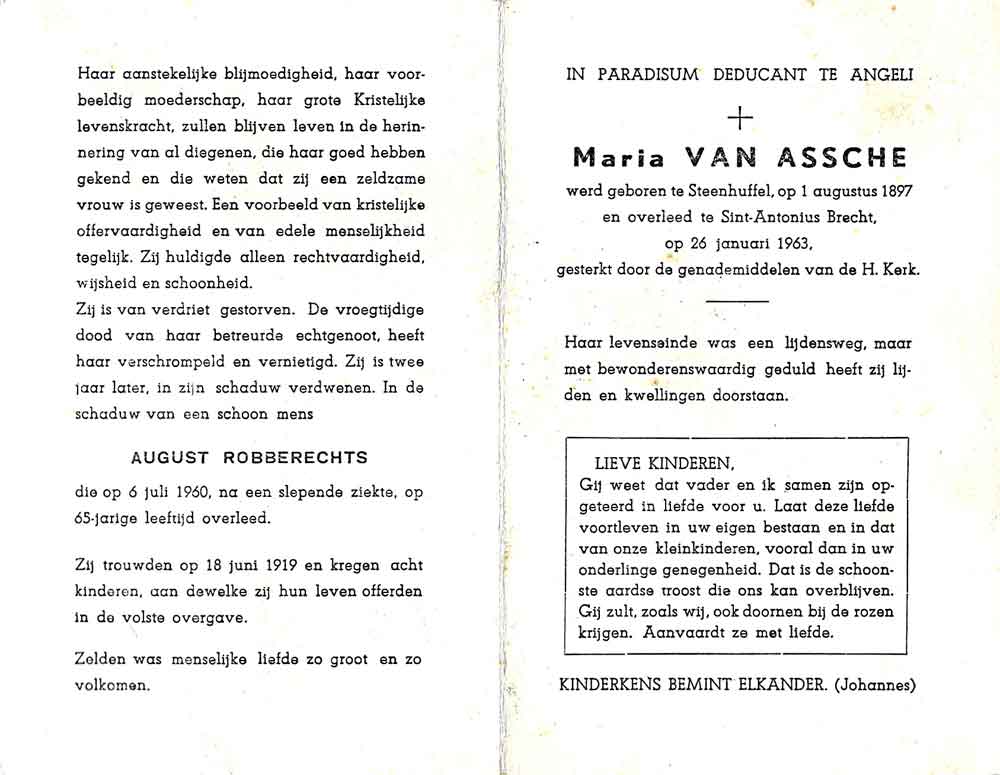 Haar aanstekelijke blijmoedigheid, haar voor-
beeldig moederschap, haar grote Kristelijke
levenskracht, zullen blijven leven in de herin-
nering van al diegenen, die haar goed hebben
gekend en die weten dat zij een zeldzame
vrouw is geweest. Een voorbeeld van kristelijke
offervaardigheid en van edele menselijkheid
tegelijk. Zij huldigde alleen rechtvaardigheid,
wijsheid en schoonheid.
Zij is van verdriet gestorven. De vroegtijdige
dood van haar betreurde echtgenoot, heeft
haar verschrompeld en vernietigd. Zij is twee
jaar later, in zijn schaduw verdwenen. In de
schaduw van een schoon mens
AUGUST ROBBERECHTS
die op 6 juli 1960, na een slepende ziekte, op
65-jarige leeftijd overleed.
Zij trouwden op 18 juni 1919 en kregen acht
kinderen, aan dewelke zij hun leven offerden
in de volste overgave.
Zelden was menselijke liefde zo groot en zo
volkomen.
IN PARADISUM DEDUCANT TE ANGELI
Maria VAN ASSCHE
werd geboren te Steenhuffel, op 1 augustus 1897
en overleed te Sint-Antonius Brecht,
op 26 januari 1963,
gesterkt door de genademiddelen van de H. Kerk.
Haar levenseinde was een lijdensweg, maar
met bewonderenswaardig geduld heeft zij lij-
den en kwellingen doorstaan.
LIEVE KINDEREN,
Gij weet dat vader en ik samen zijn op-
geteerd in liefde voor u. Laat deze liefde
voortleven in uw eigen bestaan en in dat
van onze kleinkinderen, vooral dan in uw
onderlinge genegenheid. Dat is de schoon-
ste aardse troost die ons kan overblijven.
Gij zult, zoals wij, ook doornen bij de rozen
krijgen. Aanvaardt ze met liefde.
KINDERKENS BEMINT ELKANDER. (Johannes)